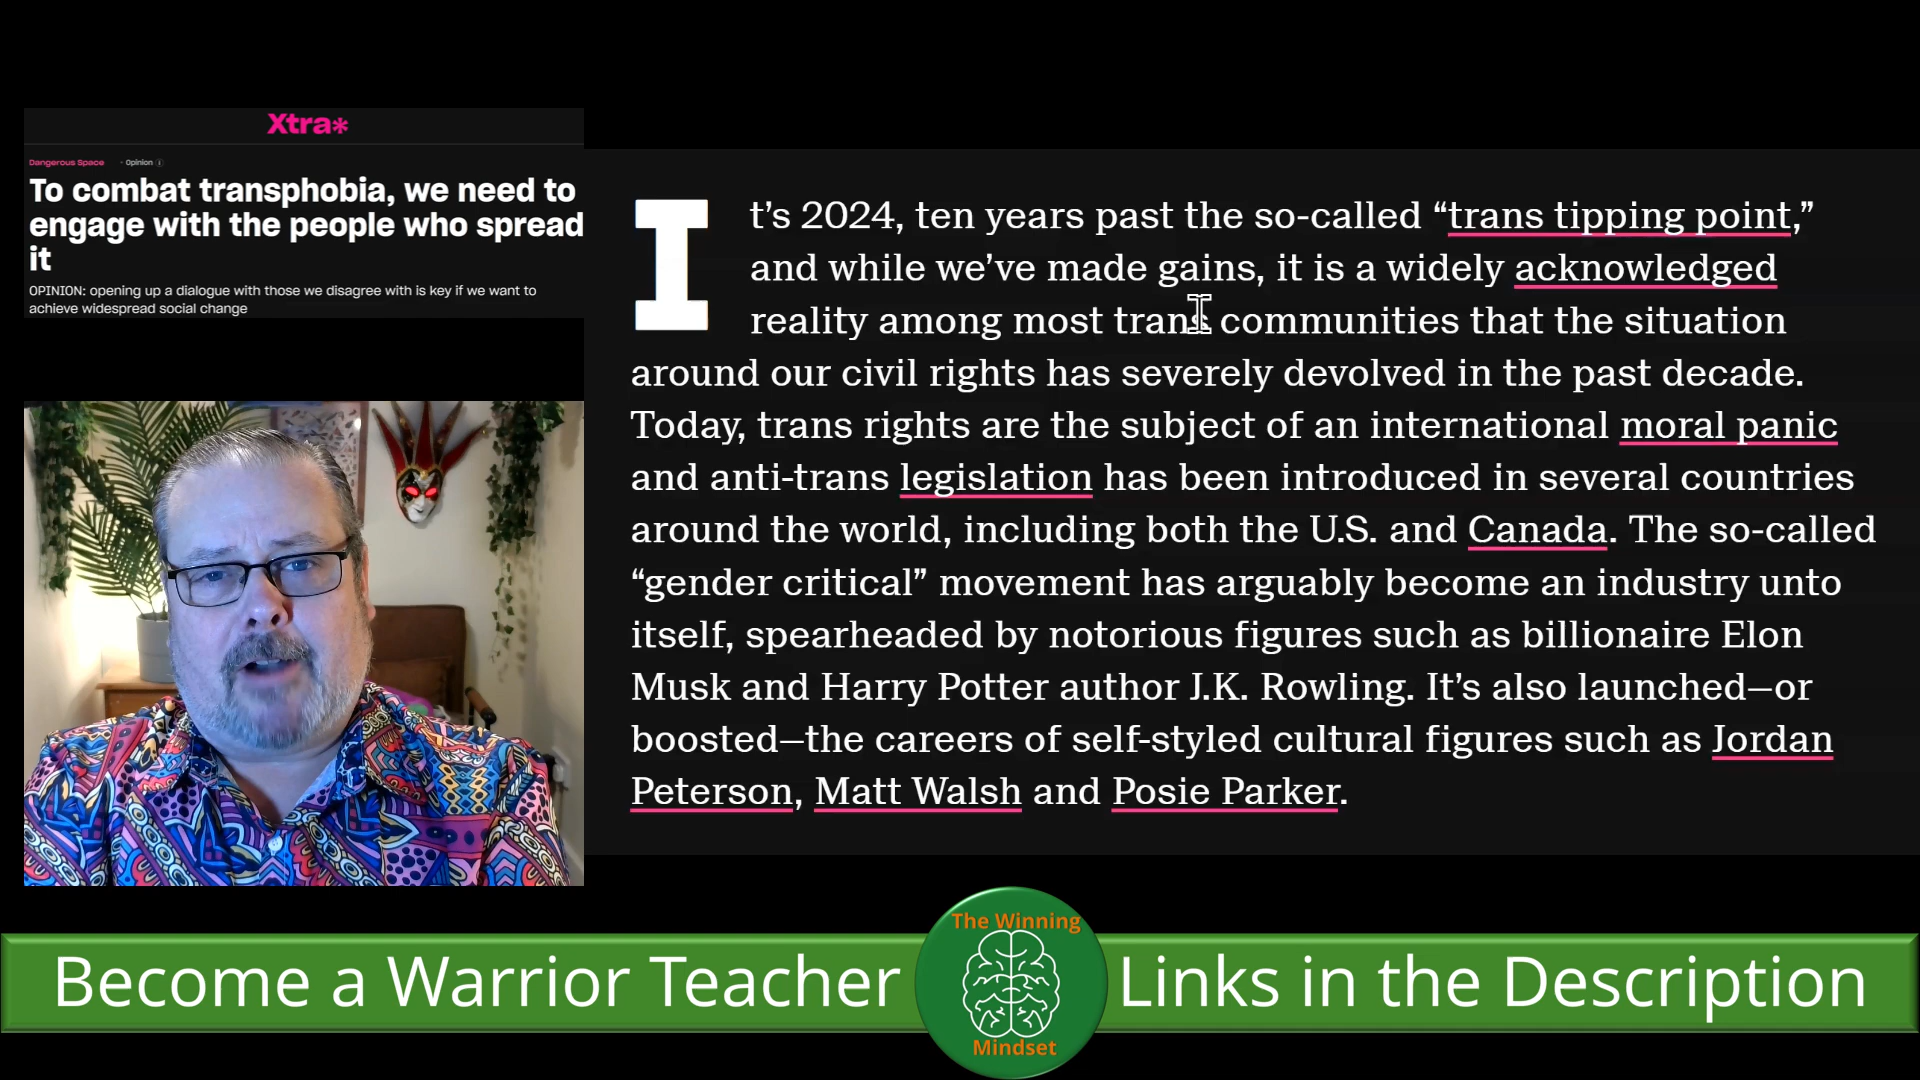 Xtra*
Dangerous Space • Opinion
To combat transphobia, we need to
engage with the people who spread
it
OPINION: opening up a dialogue with those we disagree with is key if we want to
achieve widespread social change
It’s 2024, ten years past the so-called “trans tipping point,”
and while we’ve made gains, it is a widely acknowledged
reality among most trans communities that the situation
around our civil rights has severely devolved in the past decade.
Today, trans rights are the subject of an international moral panic
and anti-trans legislation has been introduced in several countries
around the world, including both the U.S. and Canada. The so-called
“gender critical” movement has arguably become an industry unto
itself, spearheaded by notorious figures such as billionaire Elon
Musk and Harry Potter author J.K. Rowling. It’s also launched—or
boosted—the careers of self-styled cultural figures such as Jordan
Peterson, Matt Walsh and Posie Parker.
Become a Warrior Teacher
The Winning
Mindset
Links in the Description